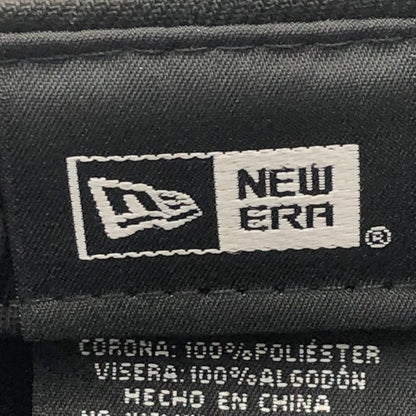 NEW
ERA
®
CORONA: 100%POLIÉSTER
VISERA: 100%ALGODÓN
HECHO EN CHINA